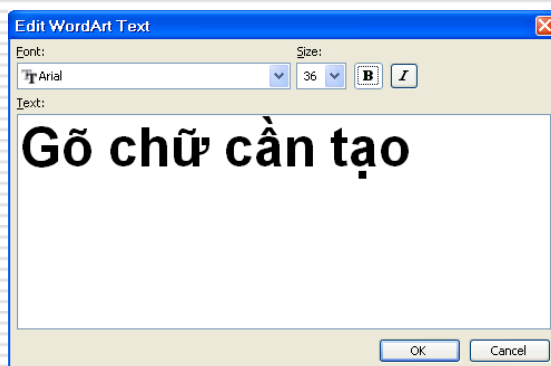 Edit WordArt Text
Font: Size:
Arial 36 B I
Text:
Gõ chữ cần tạo
OK Cancel